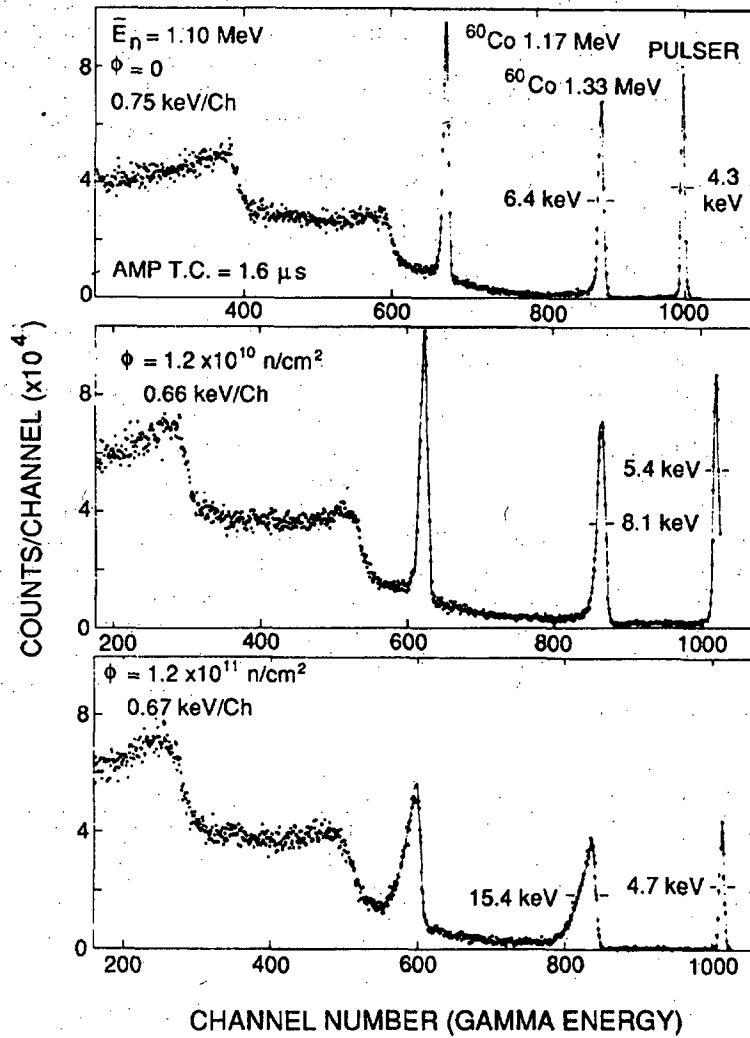 Ēn = 1.10 MeV
ϕ = 0
0.75 keV/Ch
⁶⁰Co 1.17 MeV
PULSER
⁶⁰Co 1.33 MeV
8
4
0
6.4 keV
4.3
keV
AMP T.C. = 1.6 µs
400
600
800
1000
ϕ = 1.2 x10¹⁰ n/cm²
0.66 keV/Ch
8
4
0
5.4 keV
8.1 keV
200
400
600
800
1000
ϕ = 1.2 x10¹¹ n/cm²
0.67 keV/Ch
8
4
0
15.4 keV
4.7 keV
200
400
600
800
1000
COUNTS/CHANNEL (x10⁴)
CHANNEL NUMBER (GAMMA ENERGY)